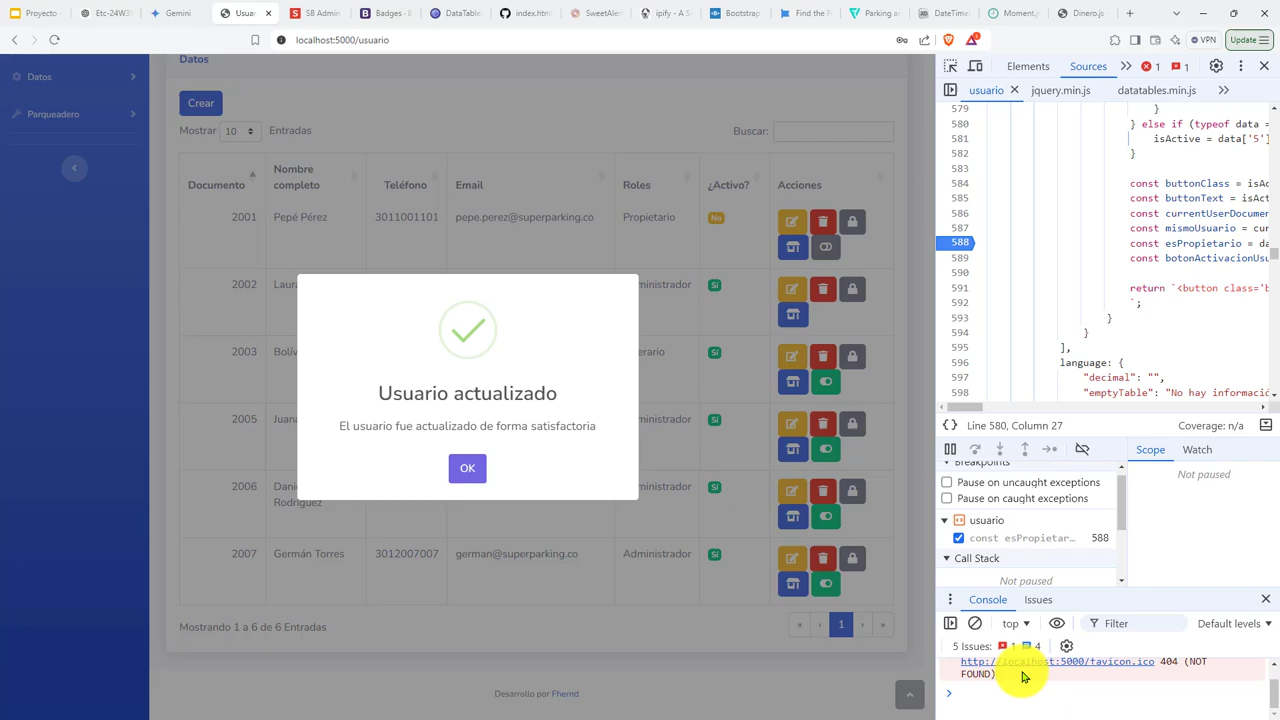 Proyecto
Etc-24W3
Gemini
Usuar
SB Admin
Badges - B
DataTable
index.html
SweetAler
ipify - A S
Bootstrap
Find the P
Parking a
DateTime
Moment.j
Dinero.js
localhost:5000/usuario
VPN
Update
Datos
Parqueadero
Datos
Crear
Mostrar 10 Entradas
Buscar:
Documento Nombre completo Teléfono Email Roles ¿Activo? Acciones
2001 Pepé Pérez 3011001101 pepe.perez@superparking.co Propietario No
2002 Laura ministrador Sí
2003 Bolív erario Sí
2005 Juana ministrador Sí
2006 Dani ministrador Sí
Rodríguez
2007 Germán Torres 3012007007 german@superparking.co Administrador Sí
Mostrando 1 a 6 de 6 Entradas
« ‹ 1 › »
Desarrollo por Fhernd
Usuario actualizado
El usuario fue actualizado de forma satisfactoria
OK
Elements Sources 1 1
usuario jquery.min.js datatables.min.js
579 }
580 } else if (typeof data =
581 isActive = data['5']
582 }
583
584 const buttonClass = isAc
585 const buttonText = isAct
586 const currentUserDocumen
587 const mismoUsuario = cur
588 const esPropietario = da
589 const botonActivacionUsu
590
591 return `<button class='b
592 `;
593 }
594 }
595 ],
596 language: {
597 "decimal": "",
598 "emptyTable": "No hay informació
{ } Line 580, Column 27 Coverage: n/a
Scope Watch
Breakpoints
Not paused
Pause on uncaught exceptions
Pause on caught exceptions
usuario
const esPropietar… 588
Call Stack
Not paused
Console Issues
top Filter Default levels
5 Issues: 1 4
http://localhost:5000/favicon.ico 404 (NOT
FOUND)